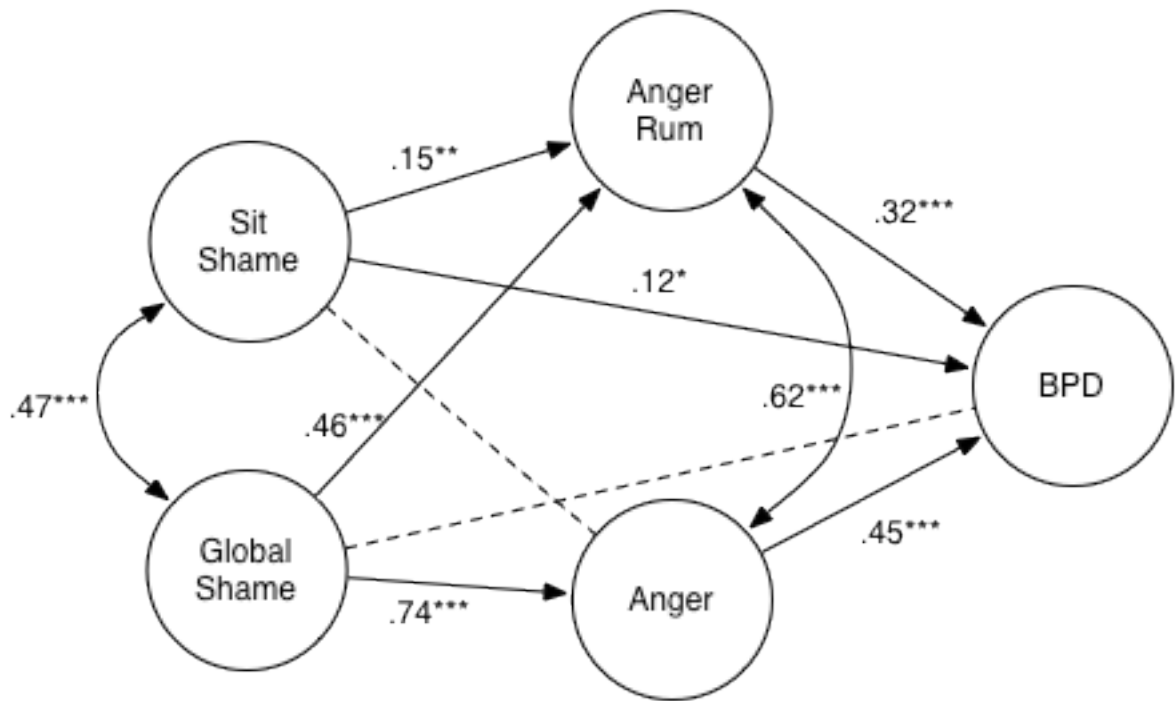 Anger
Rum
.15**
Sit
Shame
.32***
.12*
BPD
.47***
.62***
.46***
.45***
Global
Shame
Anger
.74***